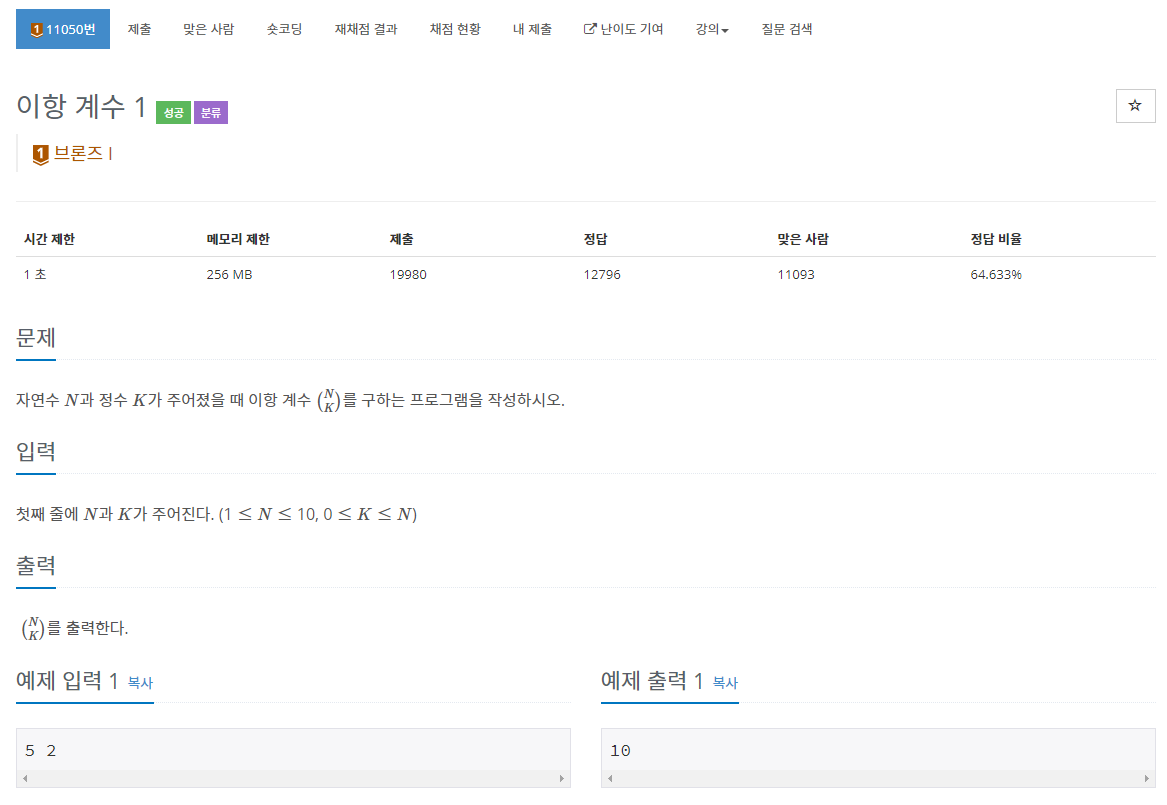 1 11050번 제출 맞은 사람 숏코딩 재채점 결과 채점 현황 내 제출 난이도 기여 강의 질문 검색
이항 계수 1 성공 분류
1 브론즈 I
시간 제한 메모리 제한 제출 정답 맞은 사람 정답 비율
1 초 256 MB 19980 12796 11093 64.633%
문제
자연수 N과 정수 K가 주어졌을 때 이항 계수 (N K)를 구하는 프로그램을 작성하시오.
입력
첫째 줄에 N과 K가 주어진다. (1 ≤ N ≤ 10, 0 ≤ K ≤ N)
출력
(N K)를 출력한다.
예제 입력 1 복사 예제 출력 1 복사
5 2 10